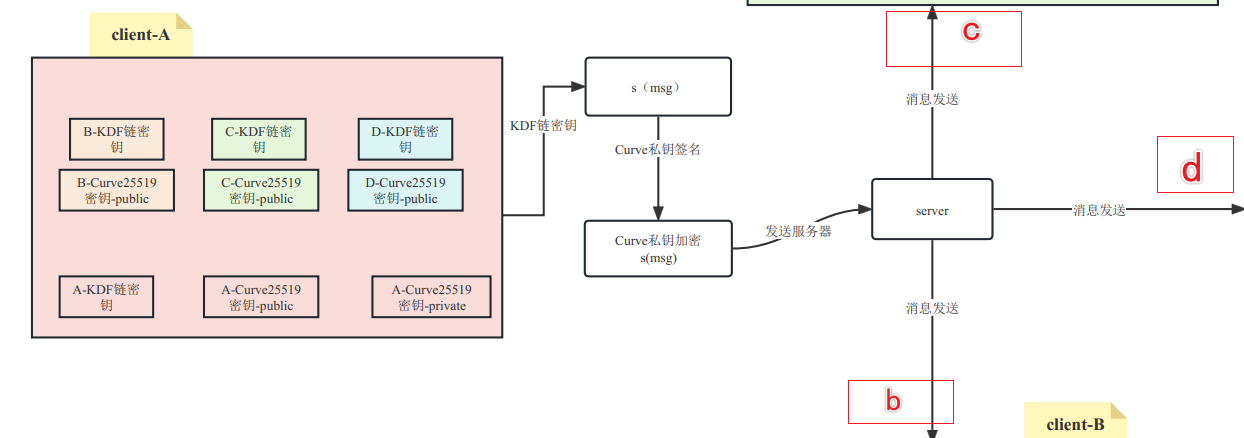 client-A
B-KDF链密
钥
C-KDF链密
钥
D-KDF链密
钥
B-Curve25519
密钥-public
C-Curve25519
密钥-public
D-Curve25519
密钥-public
A-KDF链密
钥
A-Curve25519
密钥-public
A-Curve25519
密钥-private
KDF链密钥
s（msg）
Curve私钥签名
Curve私钥加密
s(msg)
发送服务器
server
c
消息发送
d
消息发送
消息发送
b
client-B